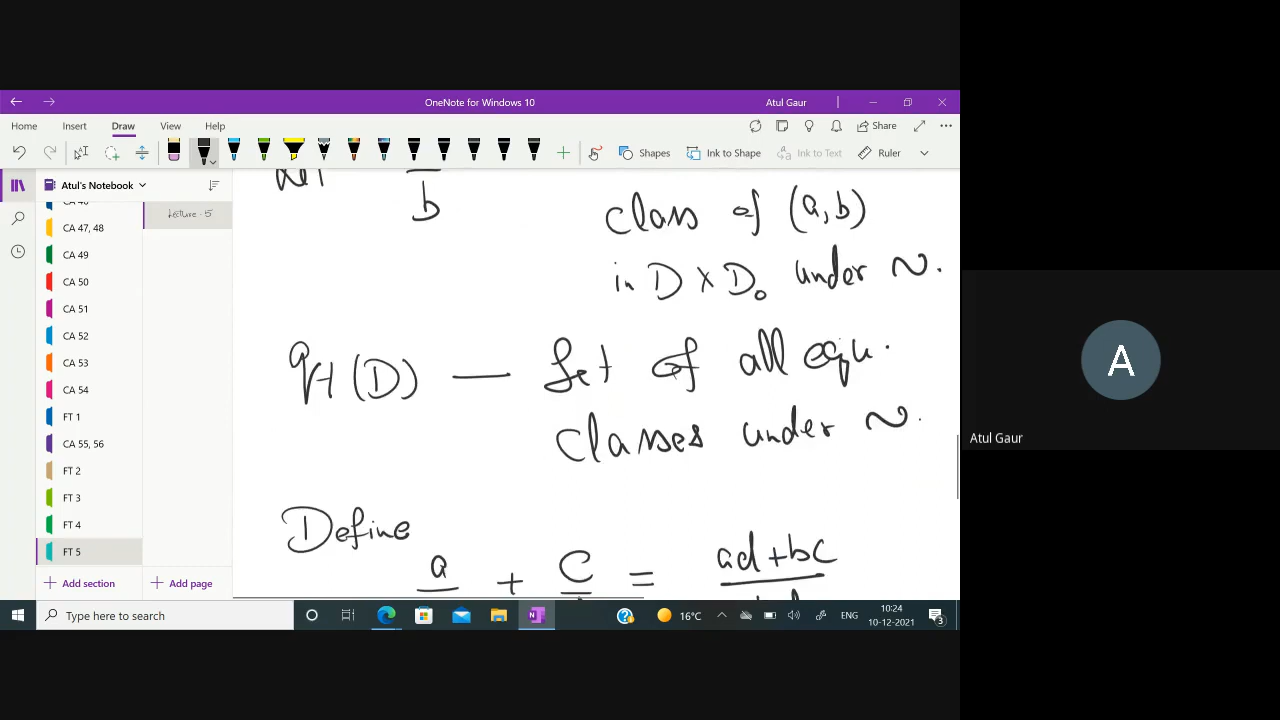 OneNote for Windows 10
Atul Gaur
Home Insert Draw View Help
Share
Shapes
Ink to Shape
Ink to Text
Ruler
Atul's Notebook
Lecture - 5
CA 47, 48
CA 49
CA 50
CA 51
CA 52
CA 53
CA 54
FT 1
CA 55, 56
FT 2
FT 3
FT 4
FT 5
Add section
Add page
Let
b
class of (a, b)
in D × D₀ under ~.
qf(D) — Set of all equ.
classes under ~.
Define
a + c = ad+bc
A
Atul Gaur
Type here to search
16°C
ENG
10:24
10-12-2021
3